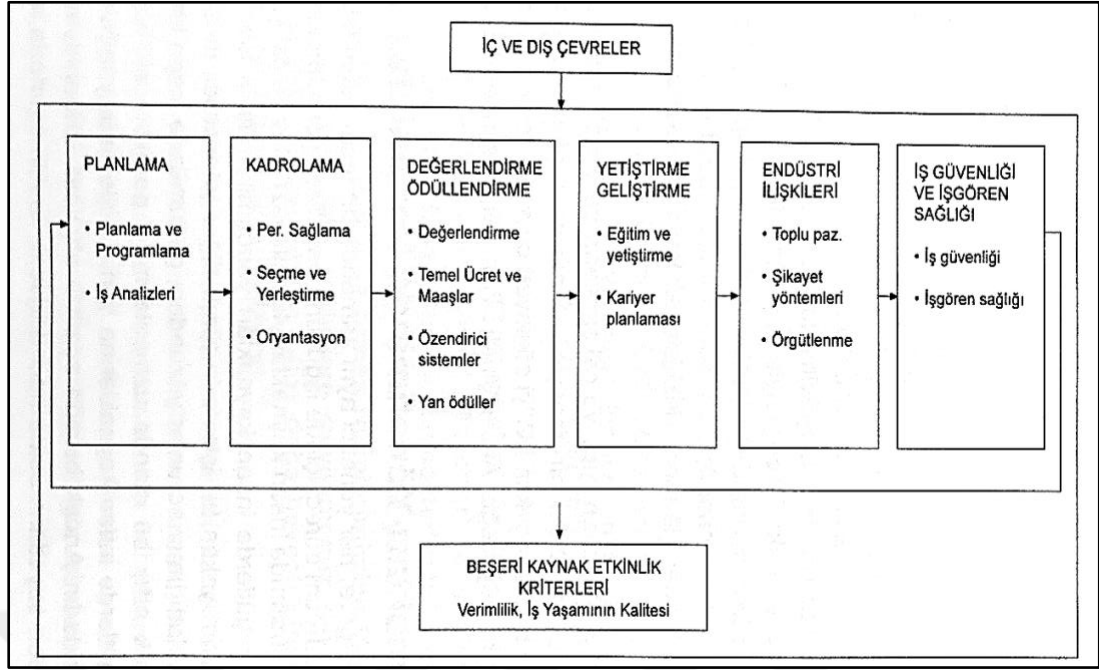 İÇ VE DIŞ ÇEVRELER
PLANLAMA
• Planlama ve
Programlama
• İş Analizleri
KADROLAMA
• Per. Sağlama
• Seçme ve
Yerleştirme
• Oryantasyon
DEĞERLENDİRME
ÖDÜLLENDİRME
• Değerlendirme
• Temel Ücret ve
Maaşlar
• Özendirici
sistemler
• Yan ödüller
YETİŞTİRME
GELİŞTİRME
• Eğitim ve
yetiştirme
• Kariyer
planlaması
ENDÜSTRİ
İLİŞKİLERİ
• Toplu paz.
• Şikayet
yöntemleri
• Örgütlenme
İŞ GÜVENLİĞİ
VE İŞGÖREN
SAĞLIĞI
• İş güvenliği
• İşgören sağlığı
BEŞERİ KAYNAK ETKİNLİK
KRİTERLERİ
Verimlilik, İş Yaşamının Kalitesi